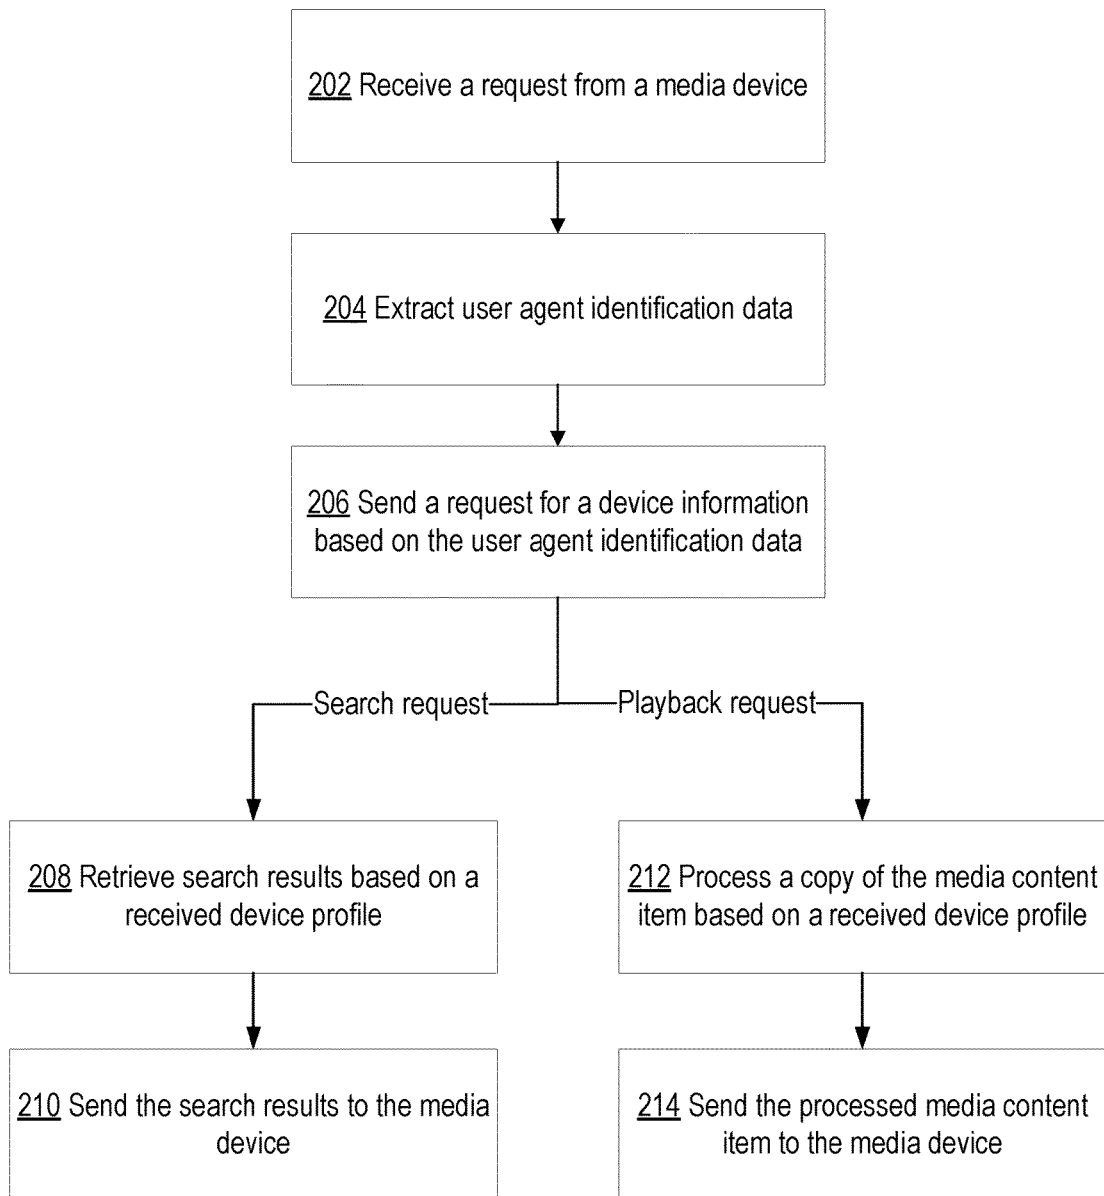 202 Receive a request from a media device
204 Extract user agent identification data
206 Send a request for a device information
based on the user agent identification data
Search request
Playback request
208 Retrieve search results based on a
received device profile
212 Process a copy of the media content
item based on a received device profile
210 Send the search results to the media
device
214 Send the processed media content
item to the media device